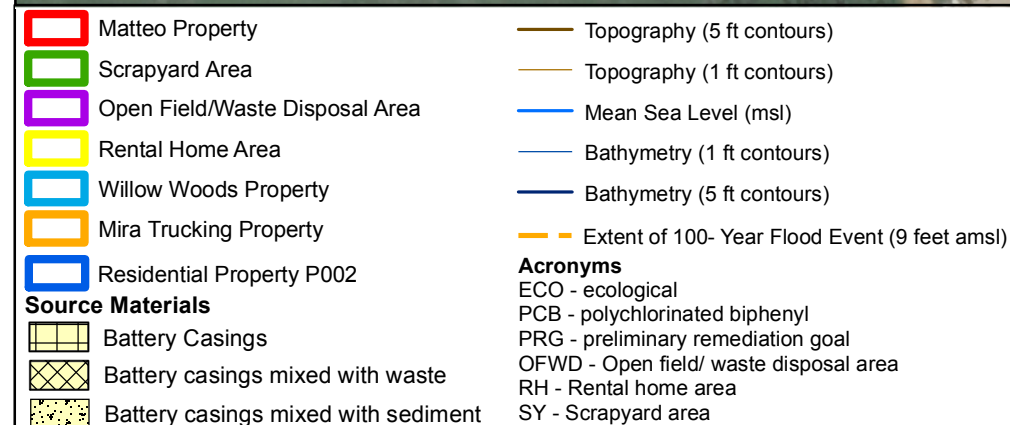 Matteo Property
Scrapyard Area
Open Field/Waste Disposal Area
Rental Home Area
Willow Woods Property
Mira Trucking Property
Residential Property P002
Source Materials
Battery Casings
Battery casings mixed with waste
Battery casings mixed with sediment
Topography (5 ft contours)
Topography (1 ft contours)
Mean Sea Level (msl)
Bathymetry (1 ft contours)
Bathymetry (5 ft contours)
Extent of 100- Year Flood Event (9 feet amsl)
Acronyms
ECO - ecological
PCB - polychlorinated biphenyl
PRG - preliminary remediation goal
OFWD - Open field/ waste disposal area
RH - Rental home area
SY - Scrapyard area